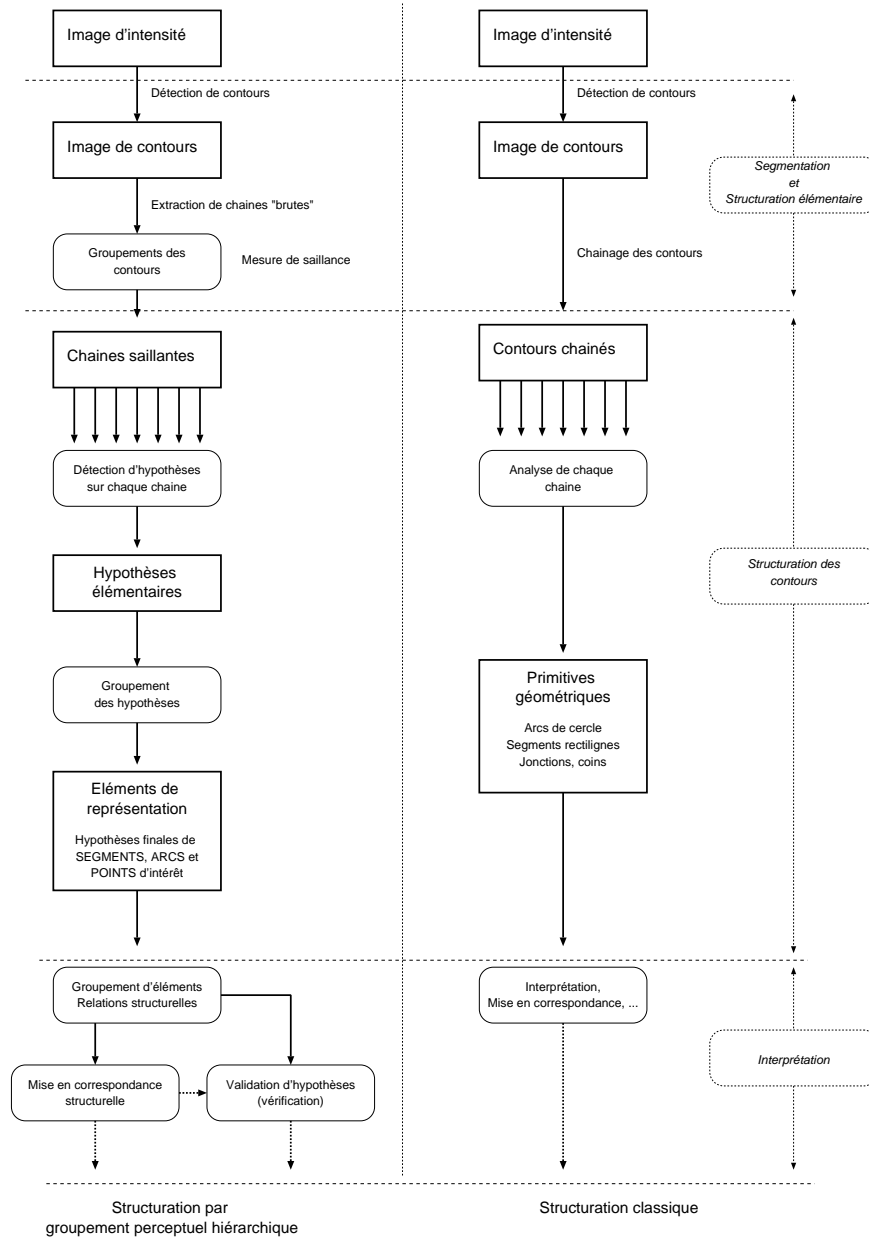 Image d'intensité
Image d'intensité
Détection de contours
Détection de contours
Image de contours
Image de contours
Segmentation
et
Structuration élémentaire
Extraction de chaines "brutes"
Groupements des
contours
Mesure de saillance
Chainage des contours
Chaines saillantes
Contours chainés
Détection d'hypothèses
sur chaque chaine
Analyse de chaque
chaine
Hypothèses
élémentaires
Structuration des
contours
Groupement
des hypothèses
Primitives
géométriques
Arcs de cercle
Segments rectilignes
Jonctions, coins
Eléments de
représentation
Hypothèses finales de
SEGMENTS, ARCS et
POINTS d'intérêt
Groupement d'éléments
Relations structurelles
Interprétation,
Mise en correspondance, ...
Interprétation
Mise en correspondance
structurelle
Validation d'hypothèses
(vérification)
Structuration par
groupement perceptuel hiérarchique
Structuration classique